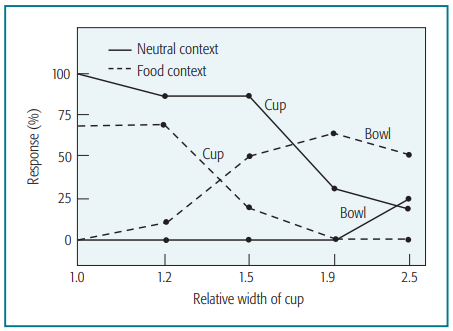 Neutral context
Food context
100
75
50
25
0
Response (%)
Cup
Cup
Bowl
Bowl
1.0 1.2 1.5 1.9 2.5
Relative width of cup